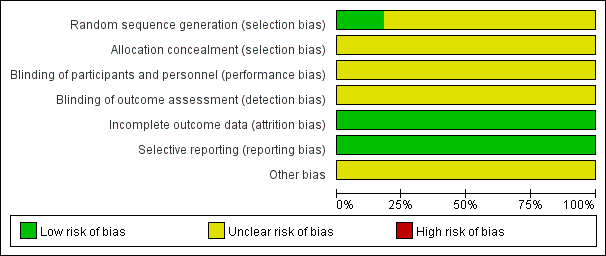 Random sequence generation (selection bias)
Allocation concealment (selection bias)
Blinding of participants and personnel (performance bias)
Blinding of outcome assessment (detection bias)
Incomplete outcome data (attrition bias)
Selective reporting (reporting bias)
Other bias
0% 25% 50% 75% 100%
Low risk of bias Unclear risk of bias High risk of bias